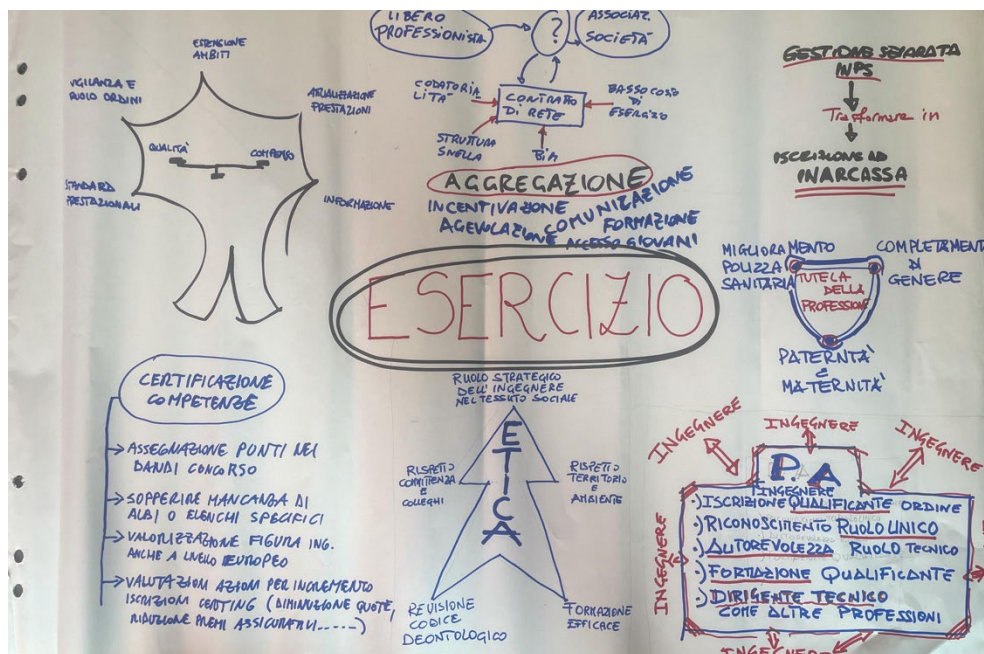 ESTENSIONE
AMBITI
VIGILANZA E
RUOLO ORDINI
ATTUALIZZAZIONE
PRESTAZIONI
QUALITÀ
COMPENSO
STANDARD
PRESTAZIONALI
INFORMAZIONE
LIBERO
PROFESSIONISTA
?
ASSOCIAZ.
SOCIETÀ
CODATORIA
LITÀ
CONTRATTO
DI RETE
BASSO COSTO
DI
ESERCIZIO
STRUTTURA
SNELLA
BIM
AGGREGAZIONE
INCENTIVAZIONE
COMUNICAZIONE
AGEVOLAZIONE
FORMAZIONE
ACCESSO GIOVANI
GESTIONE SEPARATA
INPS
Trasformare in
ISCRIZIONE AD
INARCASSA
ESERCIZIO
MIGLIORAMENTO
POLIZZA
SANITARIA
COMPLETAMENT
DI
GENERE
TUTELA
DELLA
PROFESSIONE
PATERNITÀ
E
MATERNITÀ
CERTIFICAZIONE
COMPETENZE
→ ASSEGNAZIONE PUNTI NEI
BANDI CONCORSO
→ SOPPERIRE MANCANZA DI
ALBI O ELENCHI SPECIFICI
→ VALORIZZAZIONE FIGURA ING.
ANCHE A LIVELLO EUROPEO
→ VALUTAZIONI AZIONI PER INCREMENTO
ISCRIZIONI CERTING (DIMINUZIONE QUOTE,
RIDUZIONE PREMI ASSICURATIVI......)
RUOLO STRATEGICO
DELL'INGEGNERE
NEL TESSUTO SOCIALE
ETICA
RISPETTO
COMMITTENZA
E
COLLEGHI
RISPETTO
TERRITORIO
E
AMBIENTE
REVISIONE
CODICE
DEONTOLOGICO
FORMAZIONE
EFFICACE
INGEGNERE
INGEGNERE
INGEGNERE
INGEGNERE
P.A
INGEGNERE
·) ISCRIZIONE QUALIFICANTE ORDINE
·) RICONOSCIMENTO RUOLO UNICO
·) AUTOREVOLEZZA RUOLO TECNICO
·) FORMAZIONE QUALIFICANTE
·) DIRIGENTE TECNICO
COME ALTRE PROFESSIONI
INGEGNERE